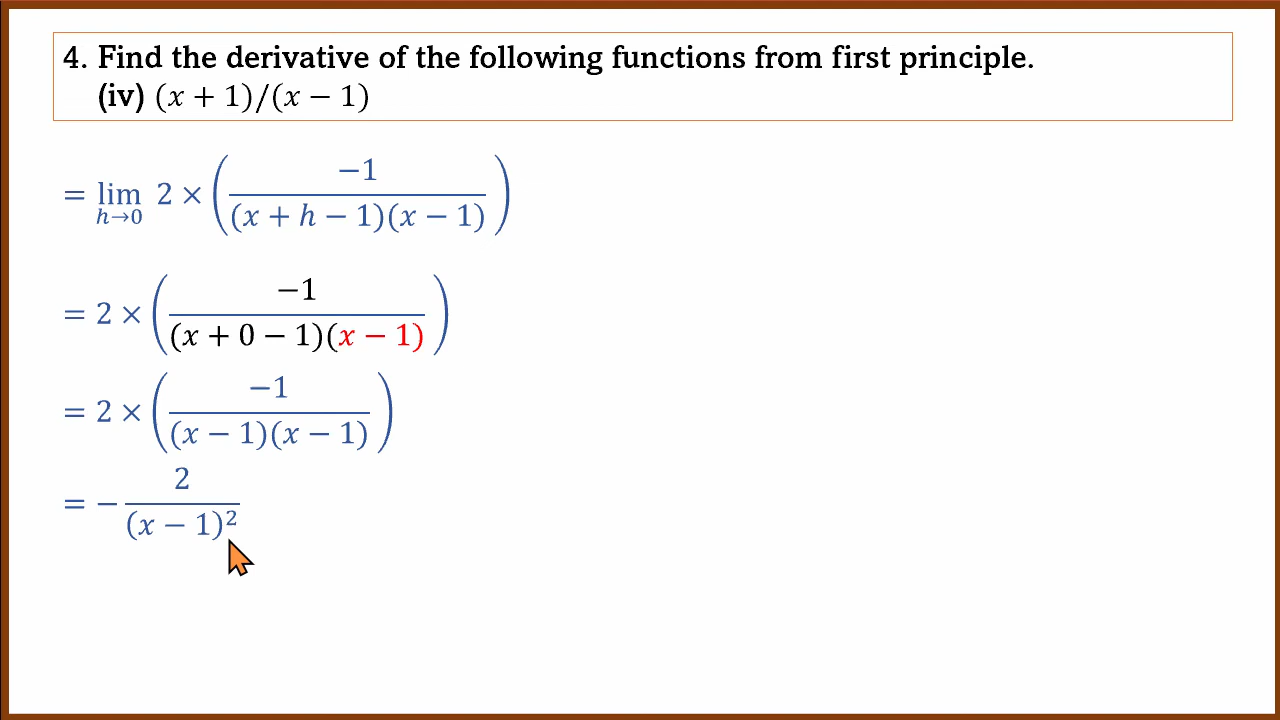 4. Find the derivative of the following functions from first principle.
(iv) (x + 1)/(x − 1)
= lim h→0 2 × (−1 / (x + h − 1)(x − 1))
= 2 × (−1 / (x + 0 − 1)(x − 1))
= 2 × (−1 / (x − 1)(x − 1))
= − 2 / (x − 1)²